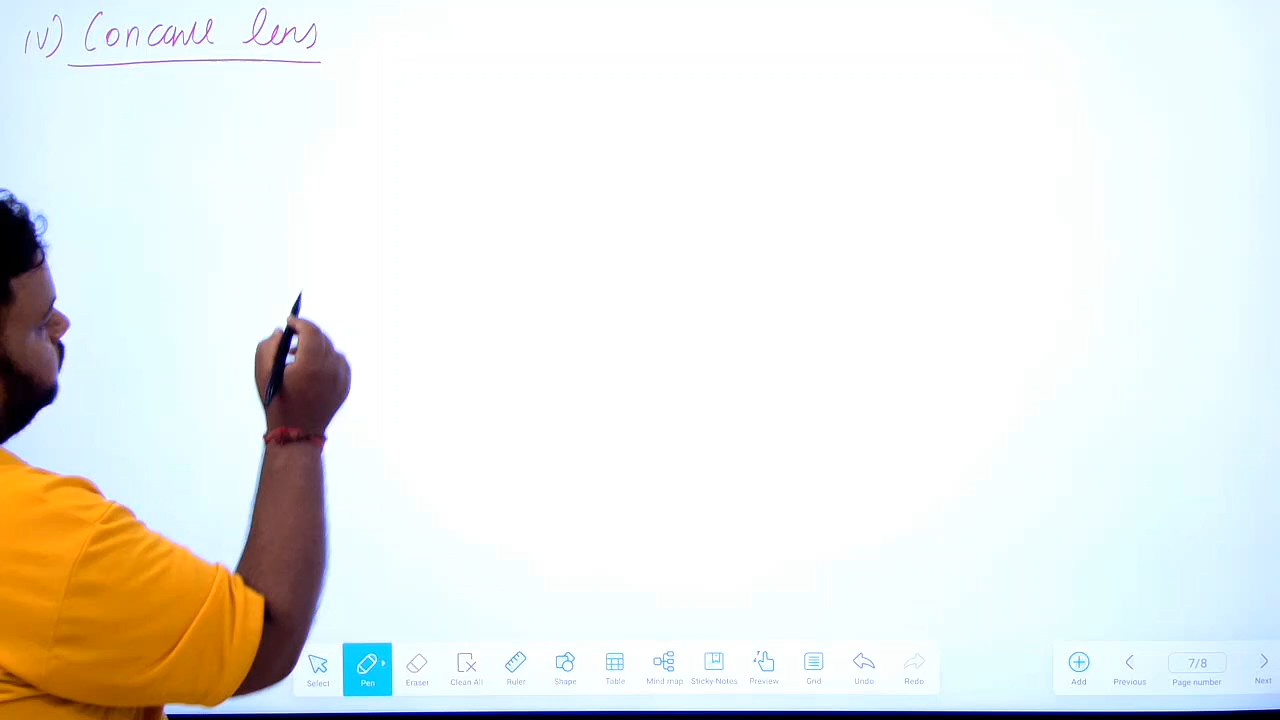 iv) Concave lens
Select
Pen
Eraser
Clean All
Ruler
Shape
Table
Mind map
Sticky-Notes
Preview
Grid
Undo
Redo
Add
Previous
7/8
Page number
Next